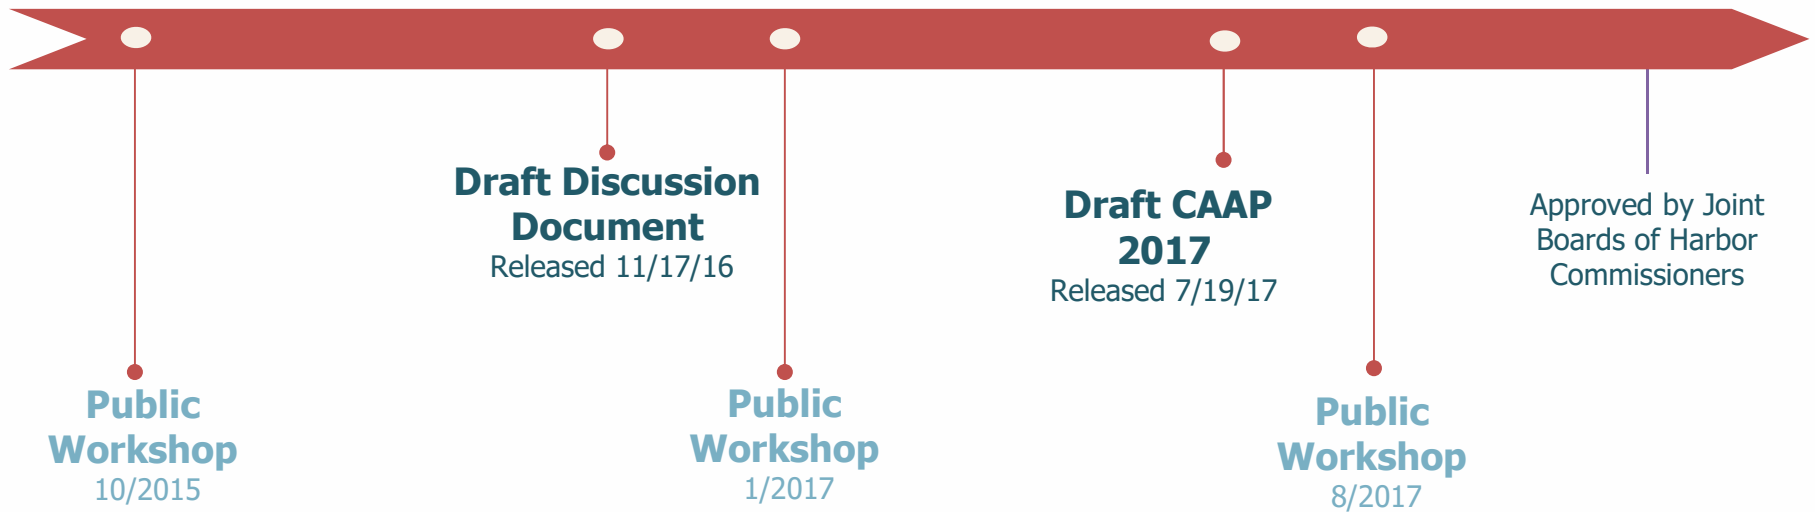 Public
Workshop
10/2015
Draft Discussion
Document
Released 11/17/16
Public
Workshop
1/2017
Draft CAAP
2017
Released 7/19/17
Public
Workshop
8/2017
Approved by Joint
Boards of Harbor
Commissioners